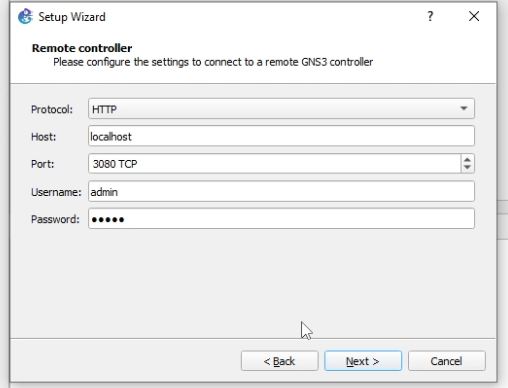 Setup Wizard ?
Remote controller
Please configure the settings to connect to a remote GNS3 controller
Protocol: HTTP
Host: localhost
Port: 3080 TCP
Username: admin
Password: •••••
< Back Next > Cancel